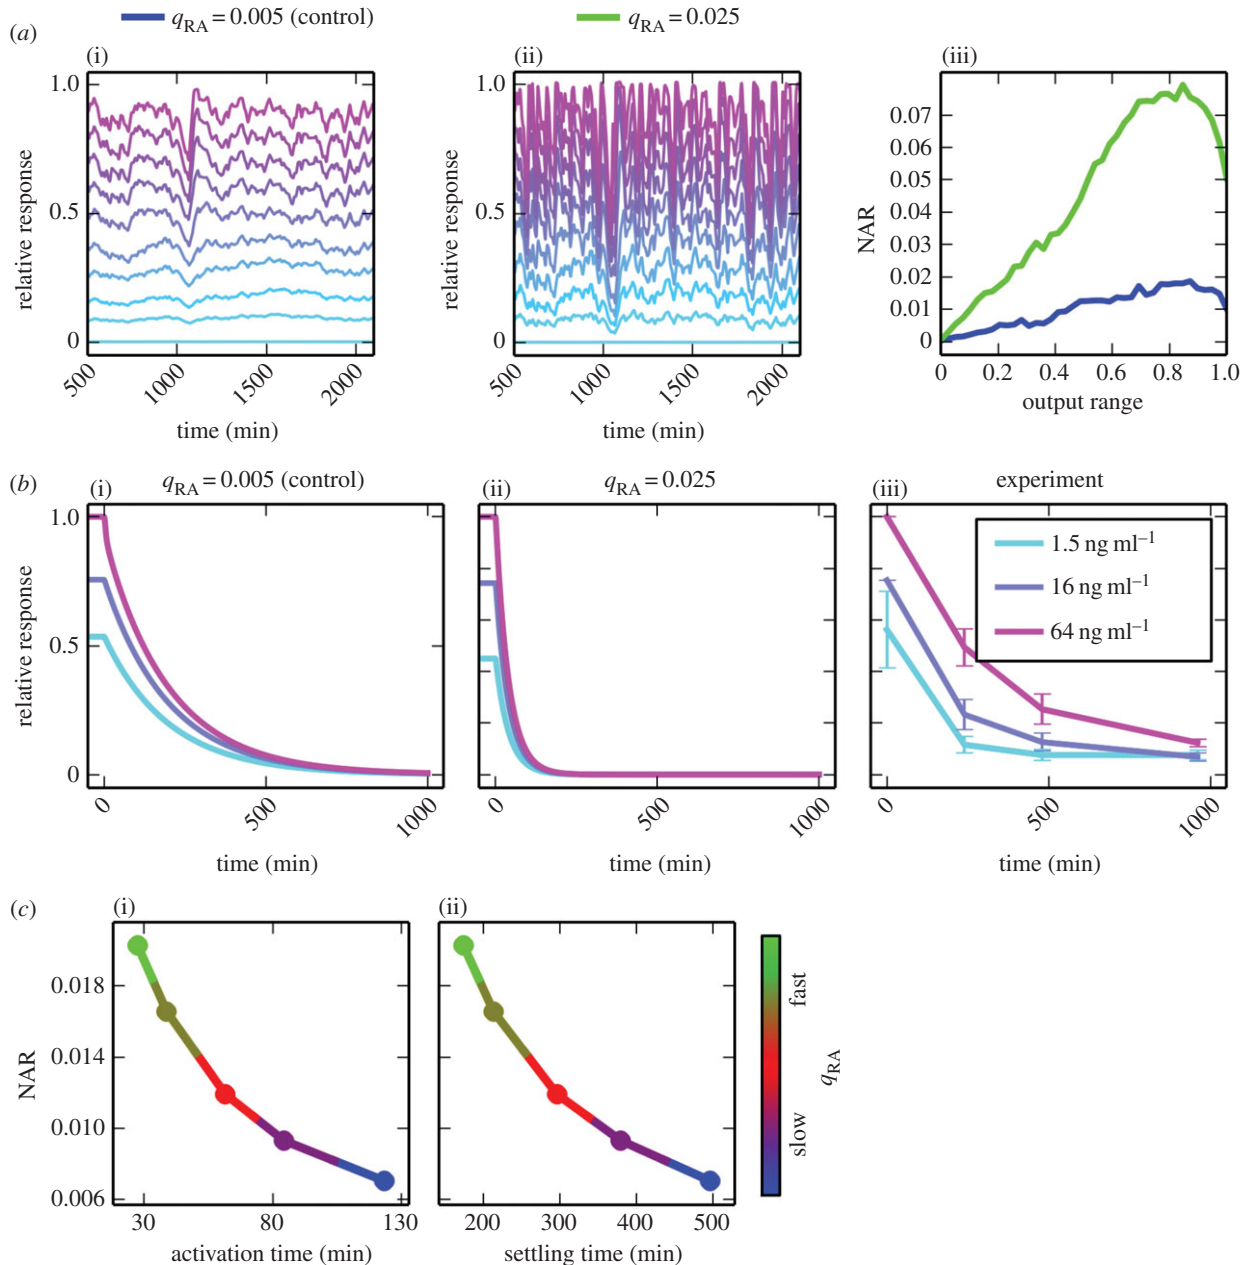 q_RA = 0.005 (control) q_RA = 0.025
(a) (i) (ii) (iii)
1.0 1.0 0.07
0.06
0.05
0.5 0.5 0.04
0.03
0.02
0.01
0 0 0
relative response relative response NAR
500 1000 1500 2000 500 1000 1500 2000 0 0.2 0.4 0.6 0.8 1.0
time (min) time (min) output range
(b) (i) q_RA = 0.005 (control) (ii) q_RA = 0.025 (iii) experiment
1.0
0.5
0
relative response
1.5 ng ml⁻¹
16 ng ml⁻¹
64 ng ml⁻¹
0 500 1000 0 500 1000 0 500 1000
time (min) time (min) time (min)
(c) (i) (ii)
0.018
0.014
0.010
0.006
NAR
fast
slow
q_RA
30 80 130 200 300 400 500
activation time (min) settling time (min)